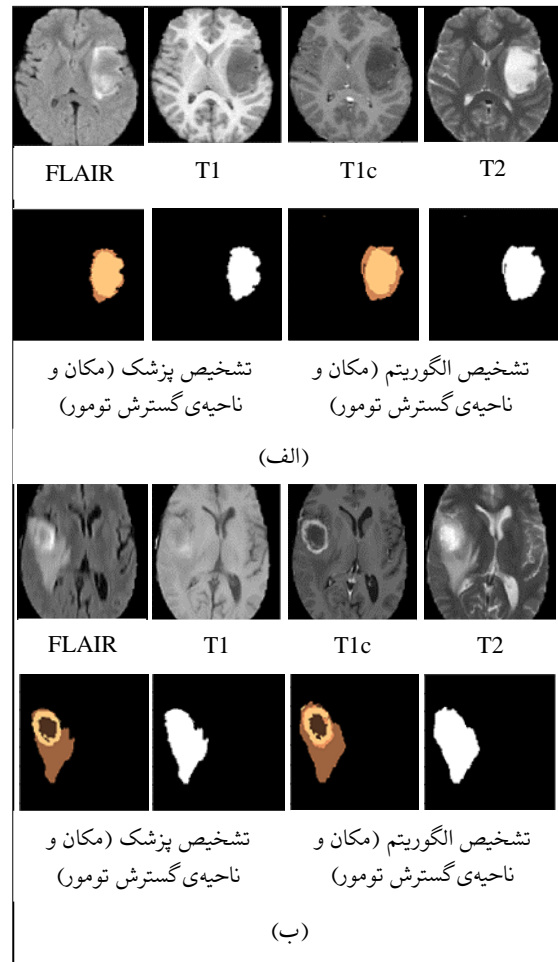 FLAIR T1 T1c T2
تشخیص پزشک (مکان و
ناحیه‌ی گسترش تومور)
تشخیص الگوریتم (مکان و
ناحیه‌ی گسترش تومور)
(الف)
FLAIR T1 T1c T2
تشخیص پزشک (مکان و
ناحیه‌ی گسترش تومور)
تشخیص الگوریتم (مکان و
ناحیه‌ی گسترش تومور)
(ب)